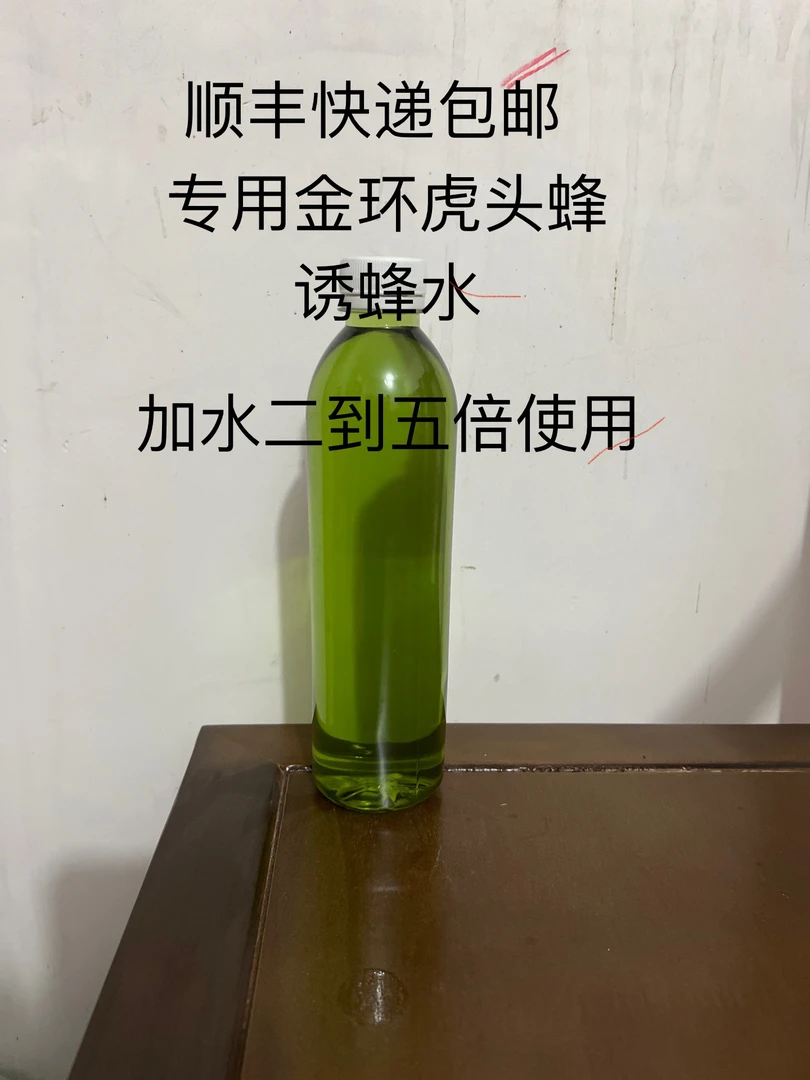 顺丰快递包邮
专用金环虎头蜂
诱蜂水
加水二到五倍使用